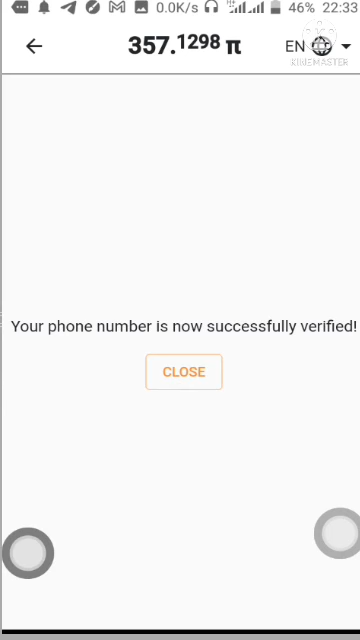 0.0K/s 46% 22:33
357.1298 π
EN
KINEMASTER
Your phone number is now successfully verified!
CLOSE